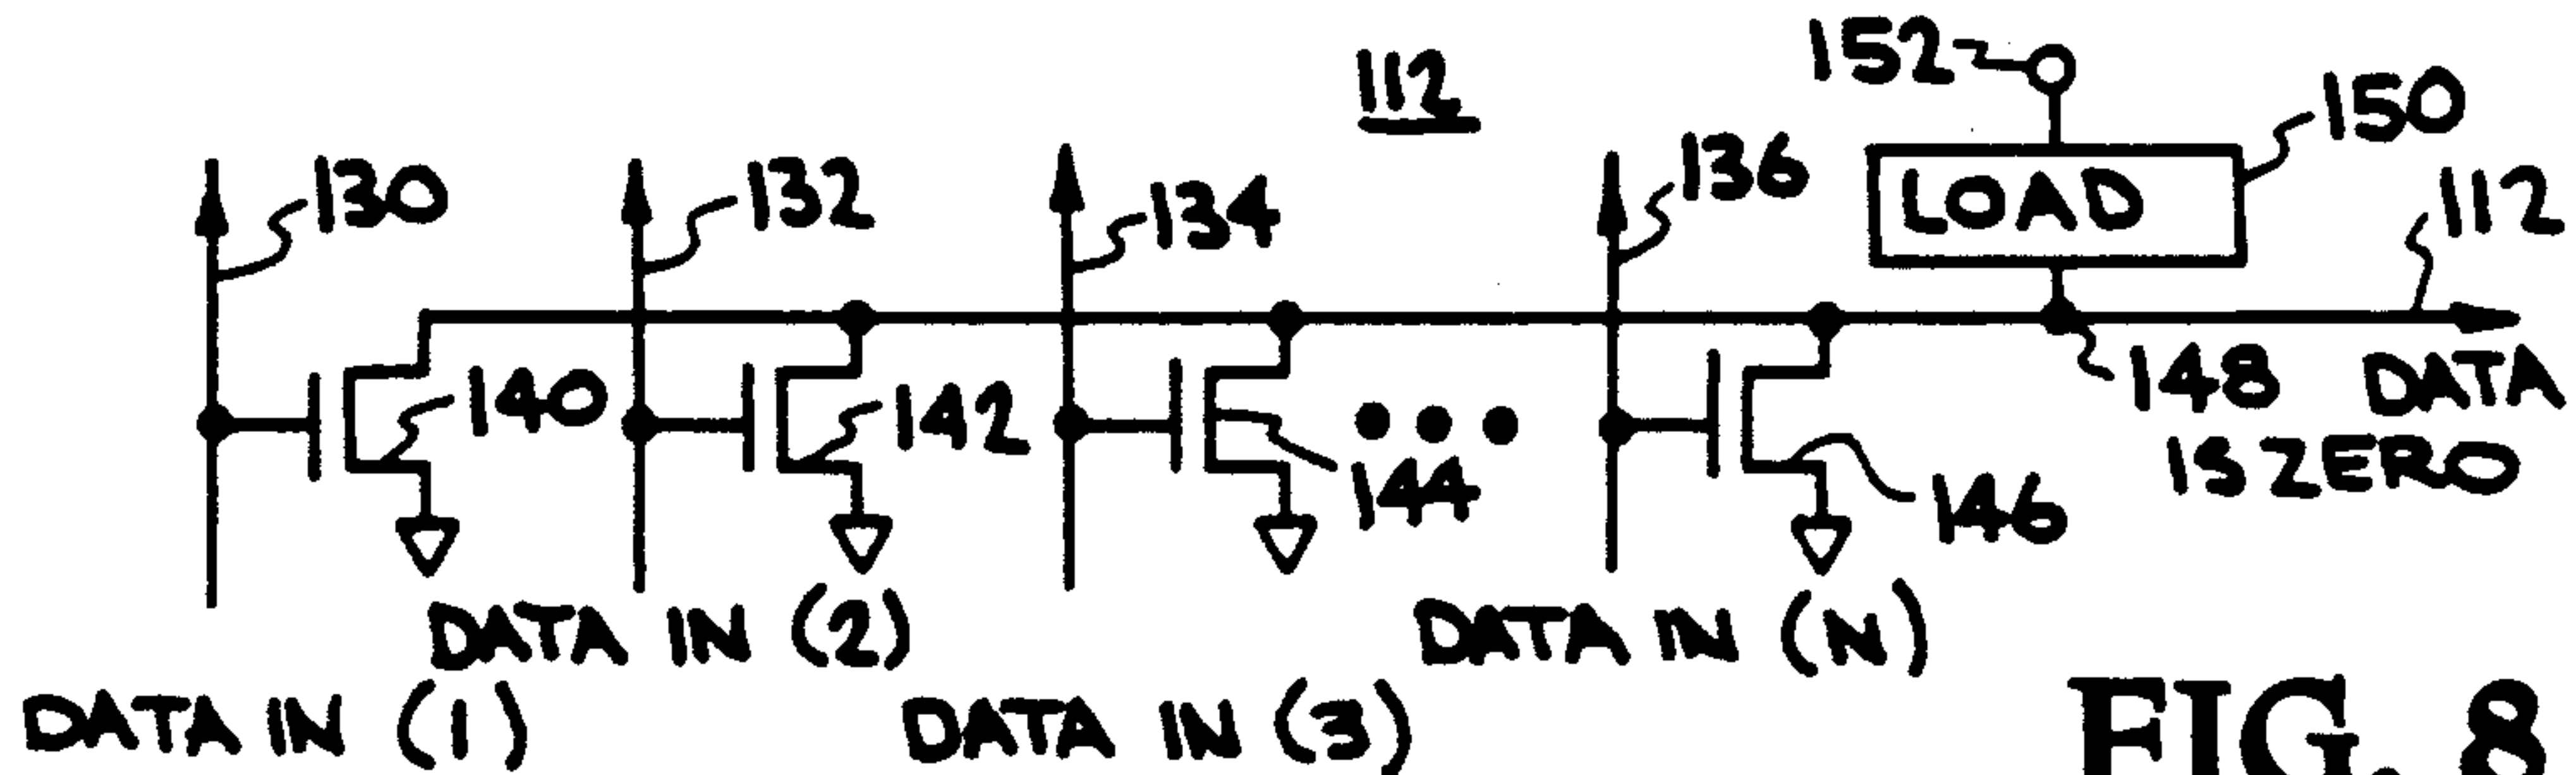 152
112
150
130
132
134
136
LOAD
112
140
142
144
146
148
DATA
IS ZERO
DATA IN (2)
DATA IN (N)
DATA IN (1)
DATA IN (3)
FIG. 8